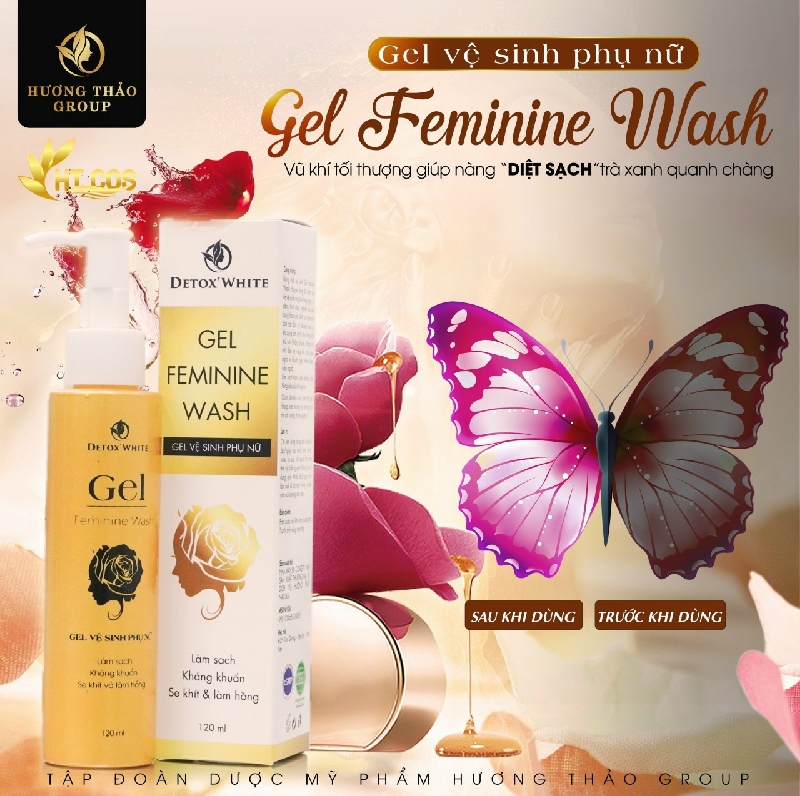 HƯƠNG THẢO
GROUP
HT COS
Gel vệ sinh phụ nữ
Gel Feminine Wash
Vũ khí tối thượng giúp nàng "DIỆT SẠCH" trà xanh quanh chàng
DETOX'WHITE
GEL
FEMININE
WASH
GEL VỆ SINH PHỤ NỮ
Làm sạch
Kháng khuẩn
Se khít & làm hồng
120 ml
DETOX'WHITE
Gel
Feminine Wash
GEL VỆ SINH PHỤ NỮ
Làm sạch
Kháng khuẩn
Se khít và làm hồng
120 ml
SAU KHI DÙNG
TRƯỚC KHI DÙNG
TẬP ĐOÀN DƯỢC MỸ PHẨM HƯƠNG THẢO GROUP